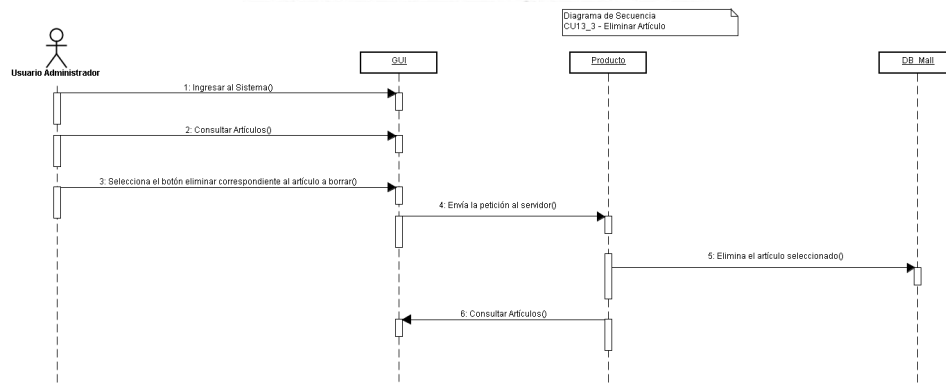 Diagrama de Secuencia
CU13_3 - Eliminar Artículo
Usuario Administrador
GUI
Producto
DB_Mall
1: Ingresar al Sistema()
2: Consultar Artículos()
3: Selecciona el botón eliminar correspondiente al artículo a borrar()
4: Envía la petición al servidor()
5: Elimina el artículo seleccionado()
6: Consultar Artículos()